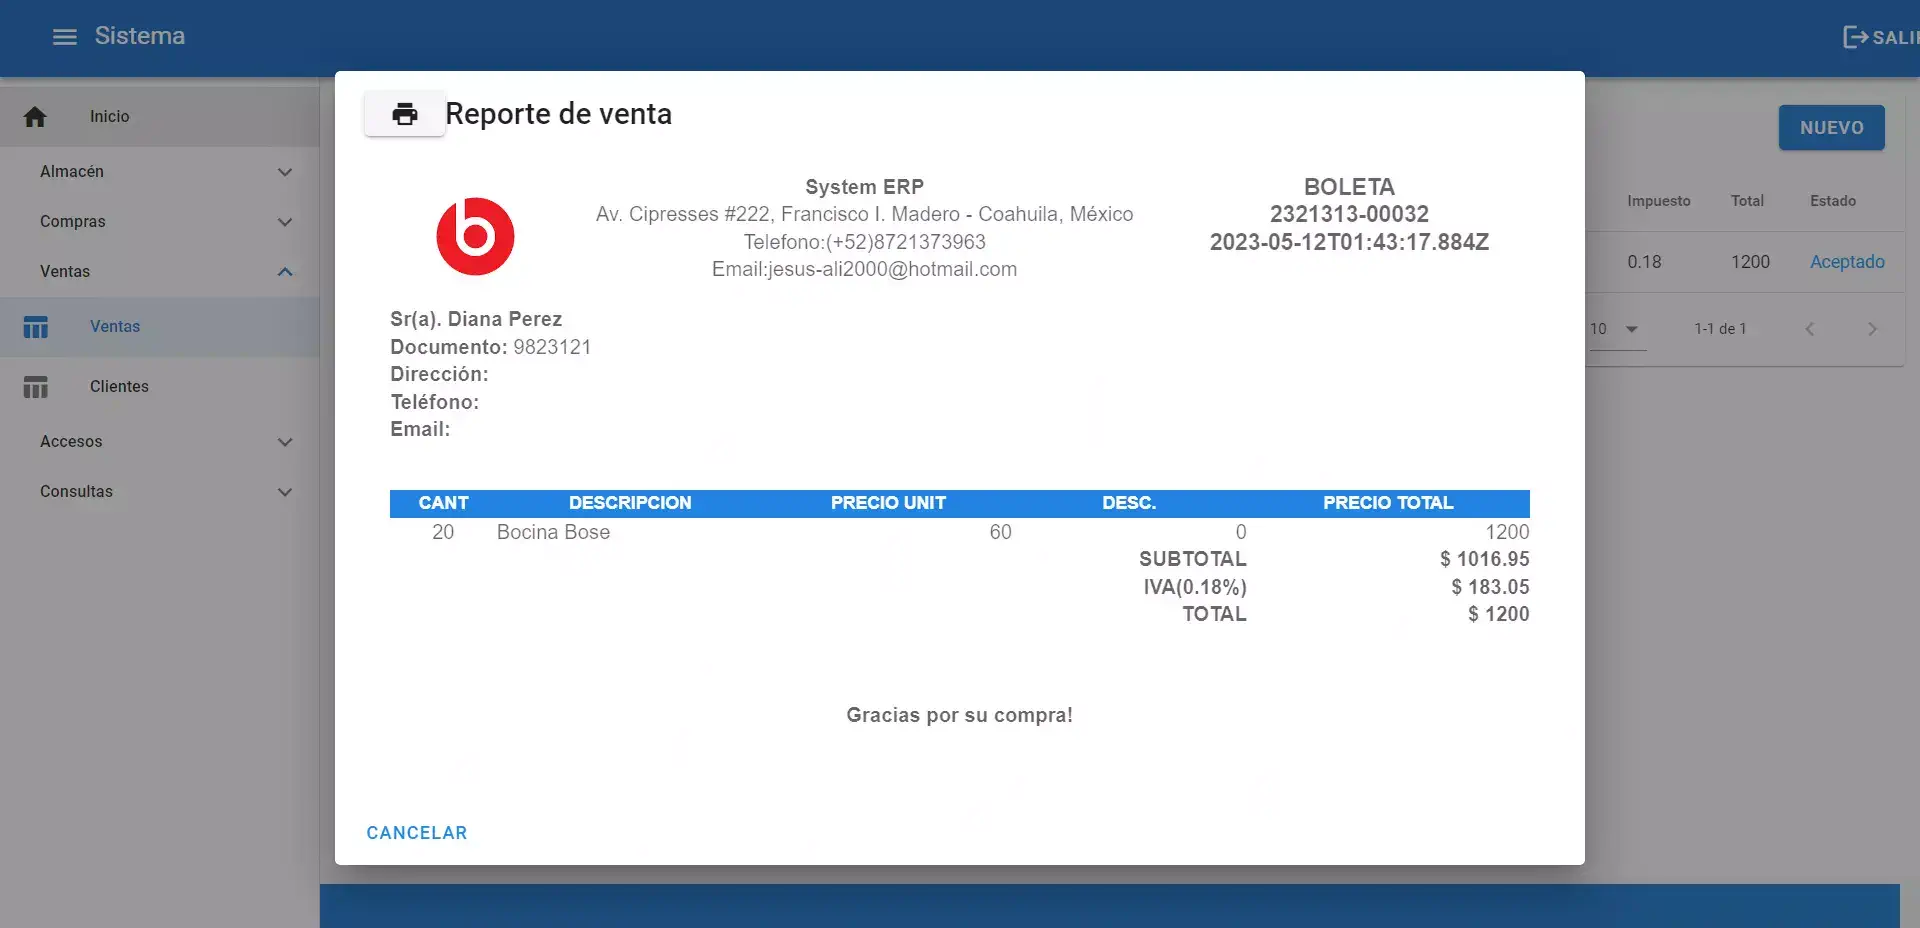 Sistema
SALIR
Inicio
Almacén
Compras
Ventas
Ventas
Clientes
Accesos
Consultas
NUEVO
Impuesto Total Estado
0.18 1200 Aceptado
10 1-1 de 1
Reporte de venta
b
System ERP
Av. Cipresses #222, Francisco I. Madero - Coahuila, México
Telefono:(+52)8721373963
Email:jesus-ali2000@hotmail.com
BOLETA
2321313-00032
2023-05-12T01:43:17.884Z
Sr(a). Diana Perez
Documento: 9823121
Dirección:
Teléfono:
Email:
CANT DESCRIPCION PRECIO UNIT DESC. PRECIO TOTAL
20 Bocina Bose 60 0 1200
SUBTOTAL $ 1016.95
IVA(0.18%) $ 183.05
TOTAL $ 1200
Gracias por su compra!
CANCELAR